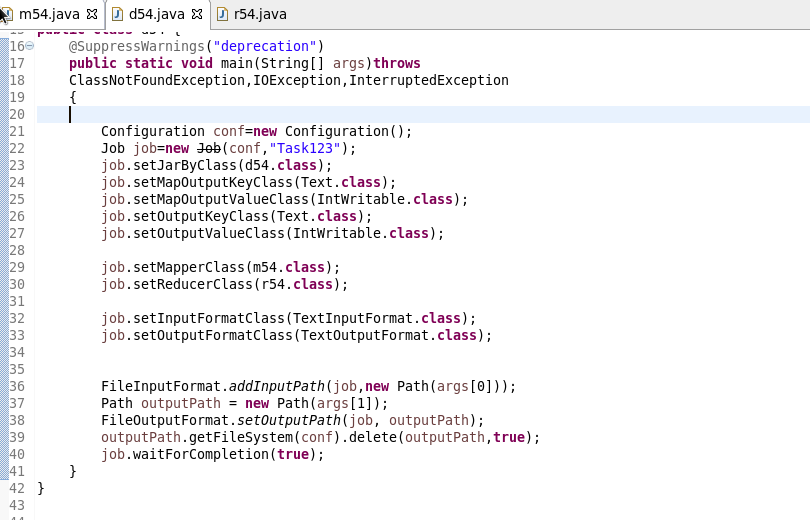 m54.java d54.java r54.java
15 public class d54 {
16 @SuppressWarnings("deprecation")
17 public static void main(String[] args)throws
18 ClassNotFoundException,IOException,InterruptedException
19 {
20
21 Configuration conf=new Configuration();
22 Job job=new Job(conf,"Task123");
23 job.setJarByClass(d54.class);
24 job.setMapOutputKeyClass(Text.class);
25 job.setMapOutputValueClass(IntWritable.class);
26 job.setOutputKeyClass(Text.class);
27 job.setOutputValueClass(IntWritable.class);
28
29 job.setMapperClass(m54.class);
30 job.setReducerClass(r54.class);
31
32 job.setInputFormatClass(TextInputFormat.class);
33 job.setOutputFormatClass(TextOutputFormat.class);
34
35
36 FileInputFormat.addInputPath(job,new Path(args[0]));
37 Path outputPath = new Path(args[1]);
38 FileOutputFormat.setOutputPath(job, outputPath);
39 outputPath.getFileSystem(conf).delete(outputPath,true);
40 job.waitForCompletion(true);
41 }
42 }
43
44